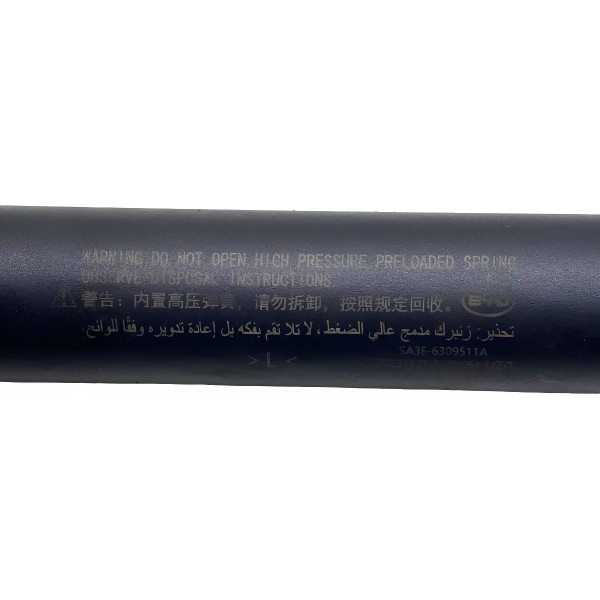 WARNING:DO NOT OPEN.HIGH PRESSURE PRELOADED SPRING
OBSERVE DISPOSAL INSTRUCTIONS.
警告：内置高压弹簧，请勿拆卸，按照规定回收。 BYD
تحذير: زنبرك مدمج عالي الضغط، لا تلا تقم بفكه بل إعادة تدويره وفقًا للوائح.
SA3F-6309511A
>L<